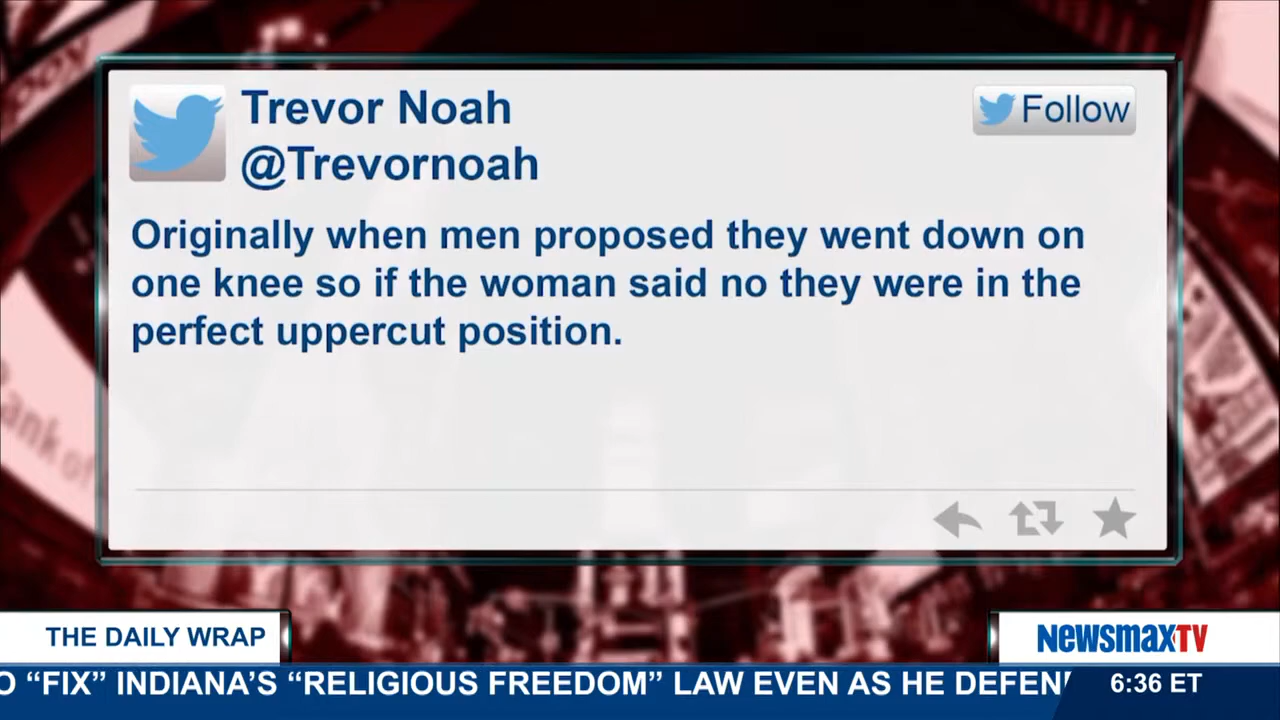 Trevor Noah
@Trevornoah
Follow
Originally when men proposed they went down on
one knee so if the woman said no they were in the
perfect uppercut position.
THE DAILY WRAP
NEWSMAXTV
O “FIX” INDIANA’S “RELIGIOUS FREEDOM” LAW EVEN AS HE DEFEN
6:36 ET